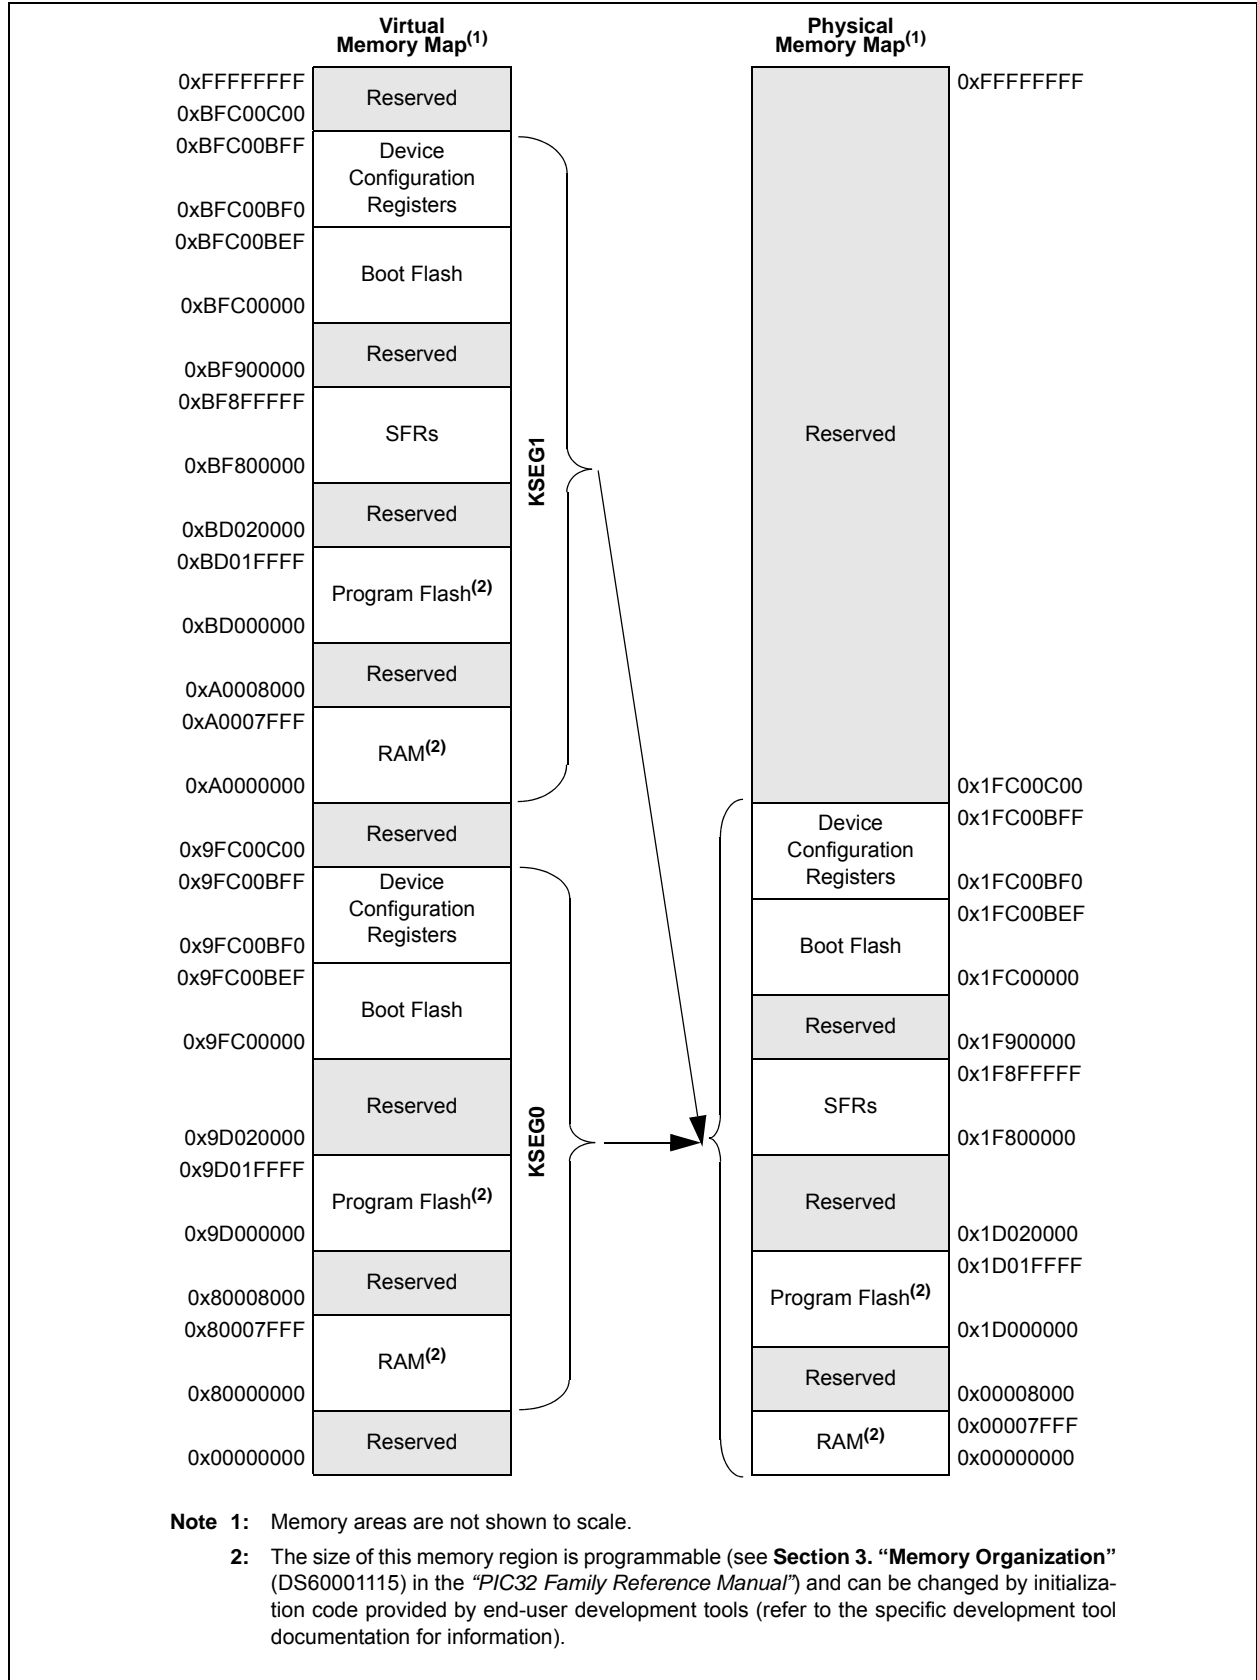 Virtual
Memory Map(1)
Physical
Memory Map(1)
0xFFFFFFFF
Reserved
0xBFC00C00
0xBFC00BFF
Device
Configuration
Registers
0xBFC00BF0
0xBFC00BEF
Boot Flash
0xBFC00000
Reserved
0xBF900000
0xBF8FFFFF
SFRs
0xBF800000
Reserved
0xBD020000
0xBD01FFFF
Program Flash(2)
0xBD000000
Reserved
0xA0008000
0xA0007FFF
RAM(2)
0xA0000000
Reserved
0x9FC00C00
0x9FC00BFF
Device
Configuration
Registers
0x9FC00BF0
0x9FC00BEF
Boot Flash
0x9FC00000
Reserved
0x9D020000
0x9D01FFFF
Program Flash(2)
0x9D000000
Reserved
0x80008000
0x80007FFF
RAM(2)
0x80000000
Reserved
0x00000000
KSEG1
KSEG0
0xFFFFFFFF
Reserved
0x1FC00C00
0x1FC00BFF
Device
Configuration
Registers
0x1FC00BF0
0x1FC00BEF
Boot Flash
0x1FC00000
Reserved
0x1F900000
0x1F8FFFFF
SFRs
0x1F800000
Reserved
0x1D020000
0x1D01FFFF
Program Flash(2)
0x1D000000
Reserved
0x00008000
0x00007FFF
RAM(2)
0x00000000
Note 1: Memory areas are not shown to scale.
2: The size of this memory region is programmable (see Section 3. “Memory Organization”
(DS60001115) in the “PIC32 Family Reference Manual”) and can be changed by initializa-
tion code provided by end-user development tools (refer to the specific development tool
documentation for information).